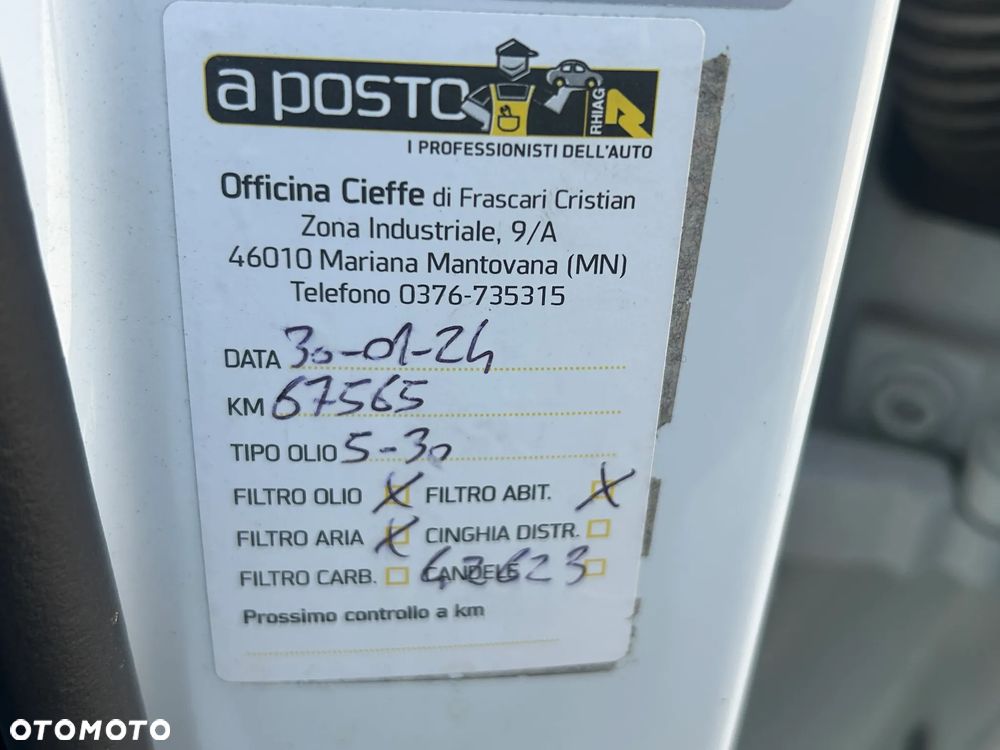 a posto
RHIAG
I PROFESSIONISTI DELL'AUTO
Officina Cieffe di Frascari Cristian
Zona Industriale, 9/A
46010 Mariana Mantovana (MN)
Telefono 0376-735315
DATA 30-01-24
KM 67565
TIPO OLIO 5-30
FILTRO OLIO X FILTRO ABIT. X
FILTRO ARIA X CINGHIA DISTR.
FILTRO CARB. CANDELE
Prossimo controllo a km
OTOMOTO